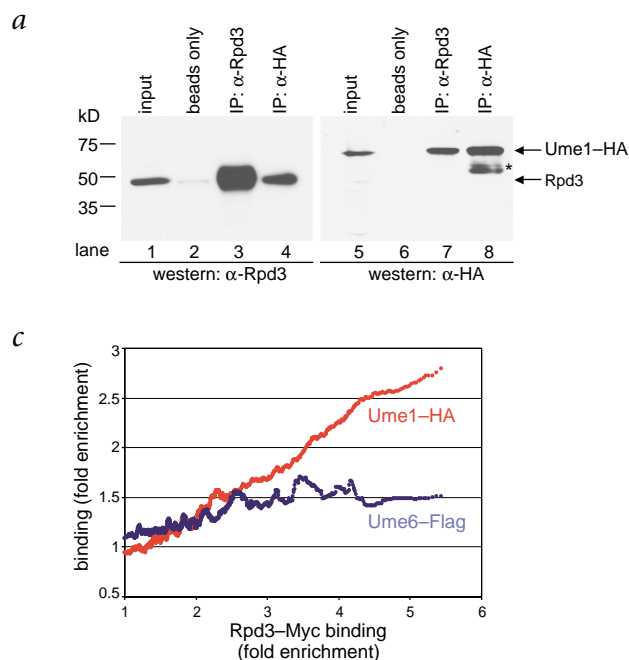 a
input
beads only
IP: α-Rpd3
IP: α-HA
input
beads only
IP: α-Rpd3
IP: α-HA
kD
75
50
35
Ume1–HA
*
Rpd3
lane 1 2 3 4 5 6 7 8
western: α-Rpd3 western: α-HA
c
binding (fold enrichment)
3
2.5
2
1.5
1
0.5
Ume1–HA
Ume6–Flag
1 2 3 4 5 6
Rpd3–Myc binding
(fold enrichment)